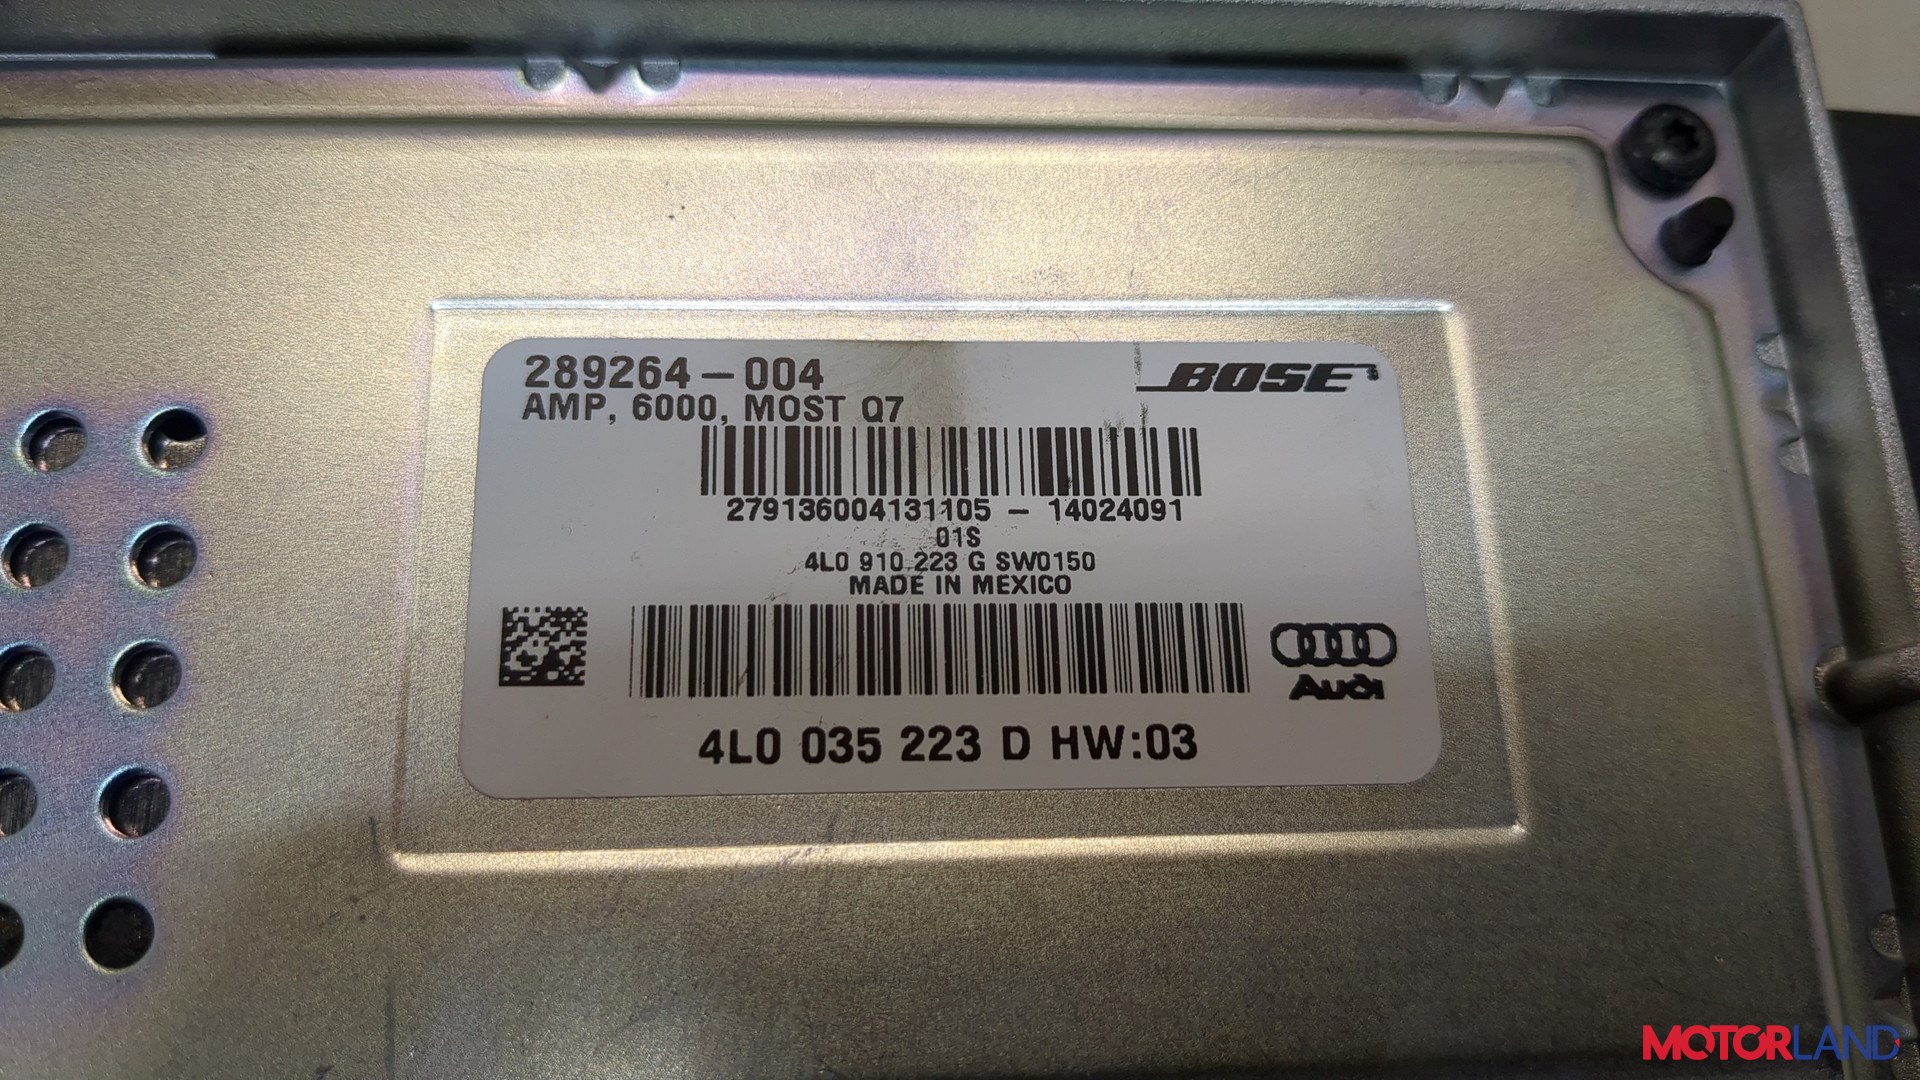 289264-004
BOSE
AMP, 6000, MOST Q7
279136004131105 - 14024091
01S
4L0 910 223 G SW0150
MADE IN MEXICO
Audi
4L0 035 223 D HW:03
MOTORLAND